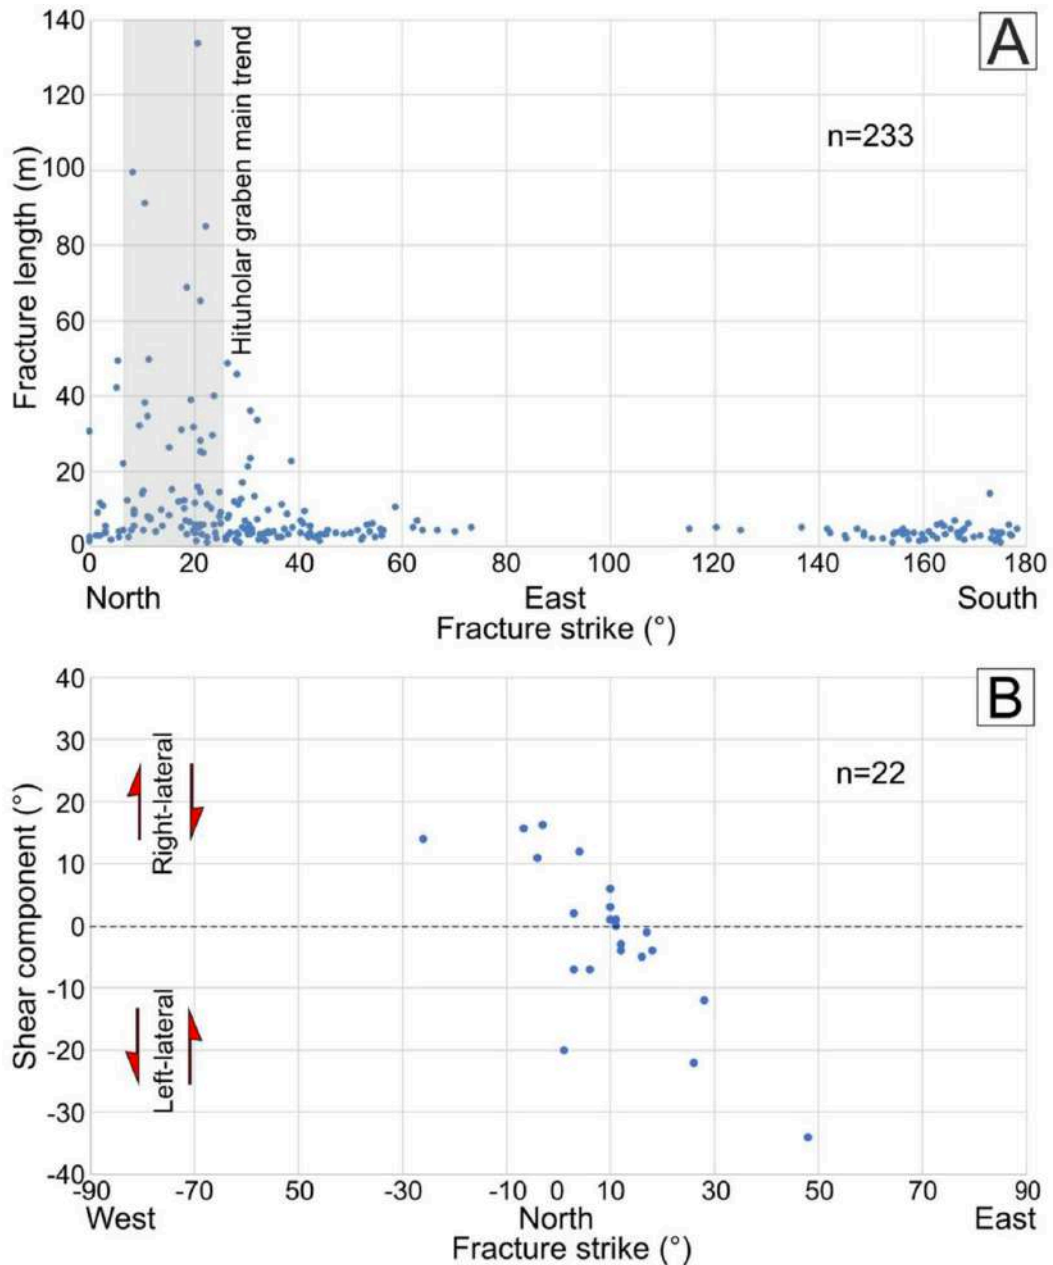 A
140
120
100
80
60
40
20
0
Fracture length (m)
Hituholar graben main trend
n=233
0 20 40 60 80 100 120 140 160 180
North East South
Fracture strike (°)
B
40
30
20
10
0
-10
-20
-30
-40
Shear component (°)
Right-lateral
Left-lateral
n=22
-90 -70 50 -30 -10 0 10 30 50 70 90
West North East
Fracture strike (°)